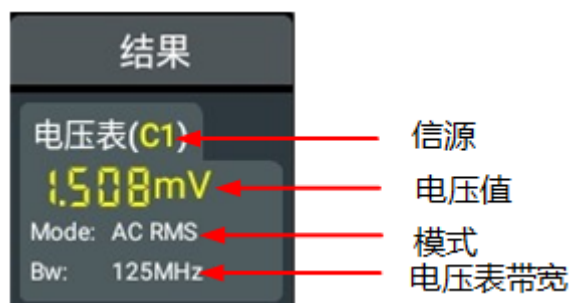 结果
电压表(C1)
1.508mV
Mode: AC RMS
Bw: 125MHz
信源
电压值
模式
电压表带宽